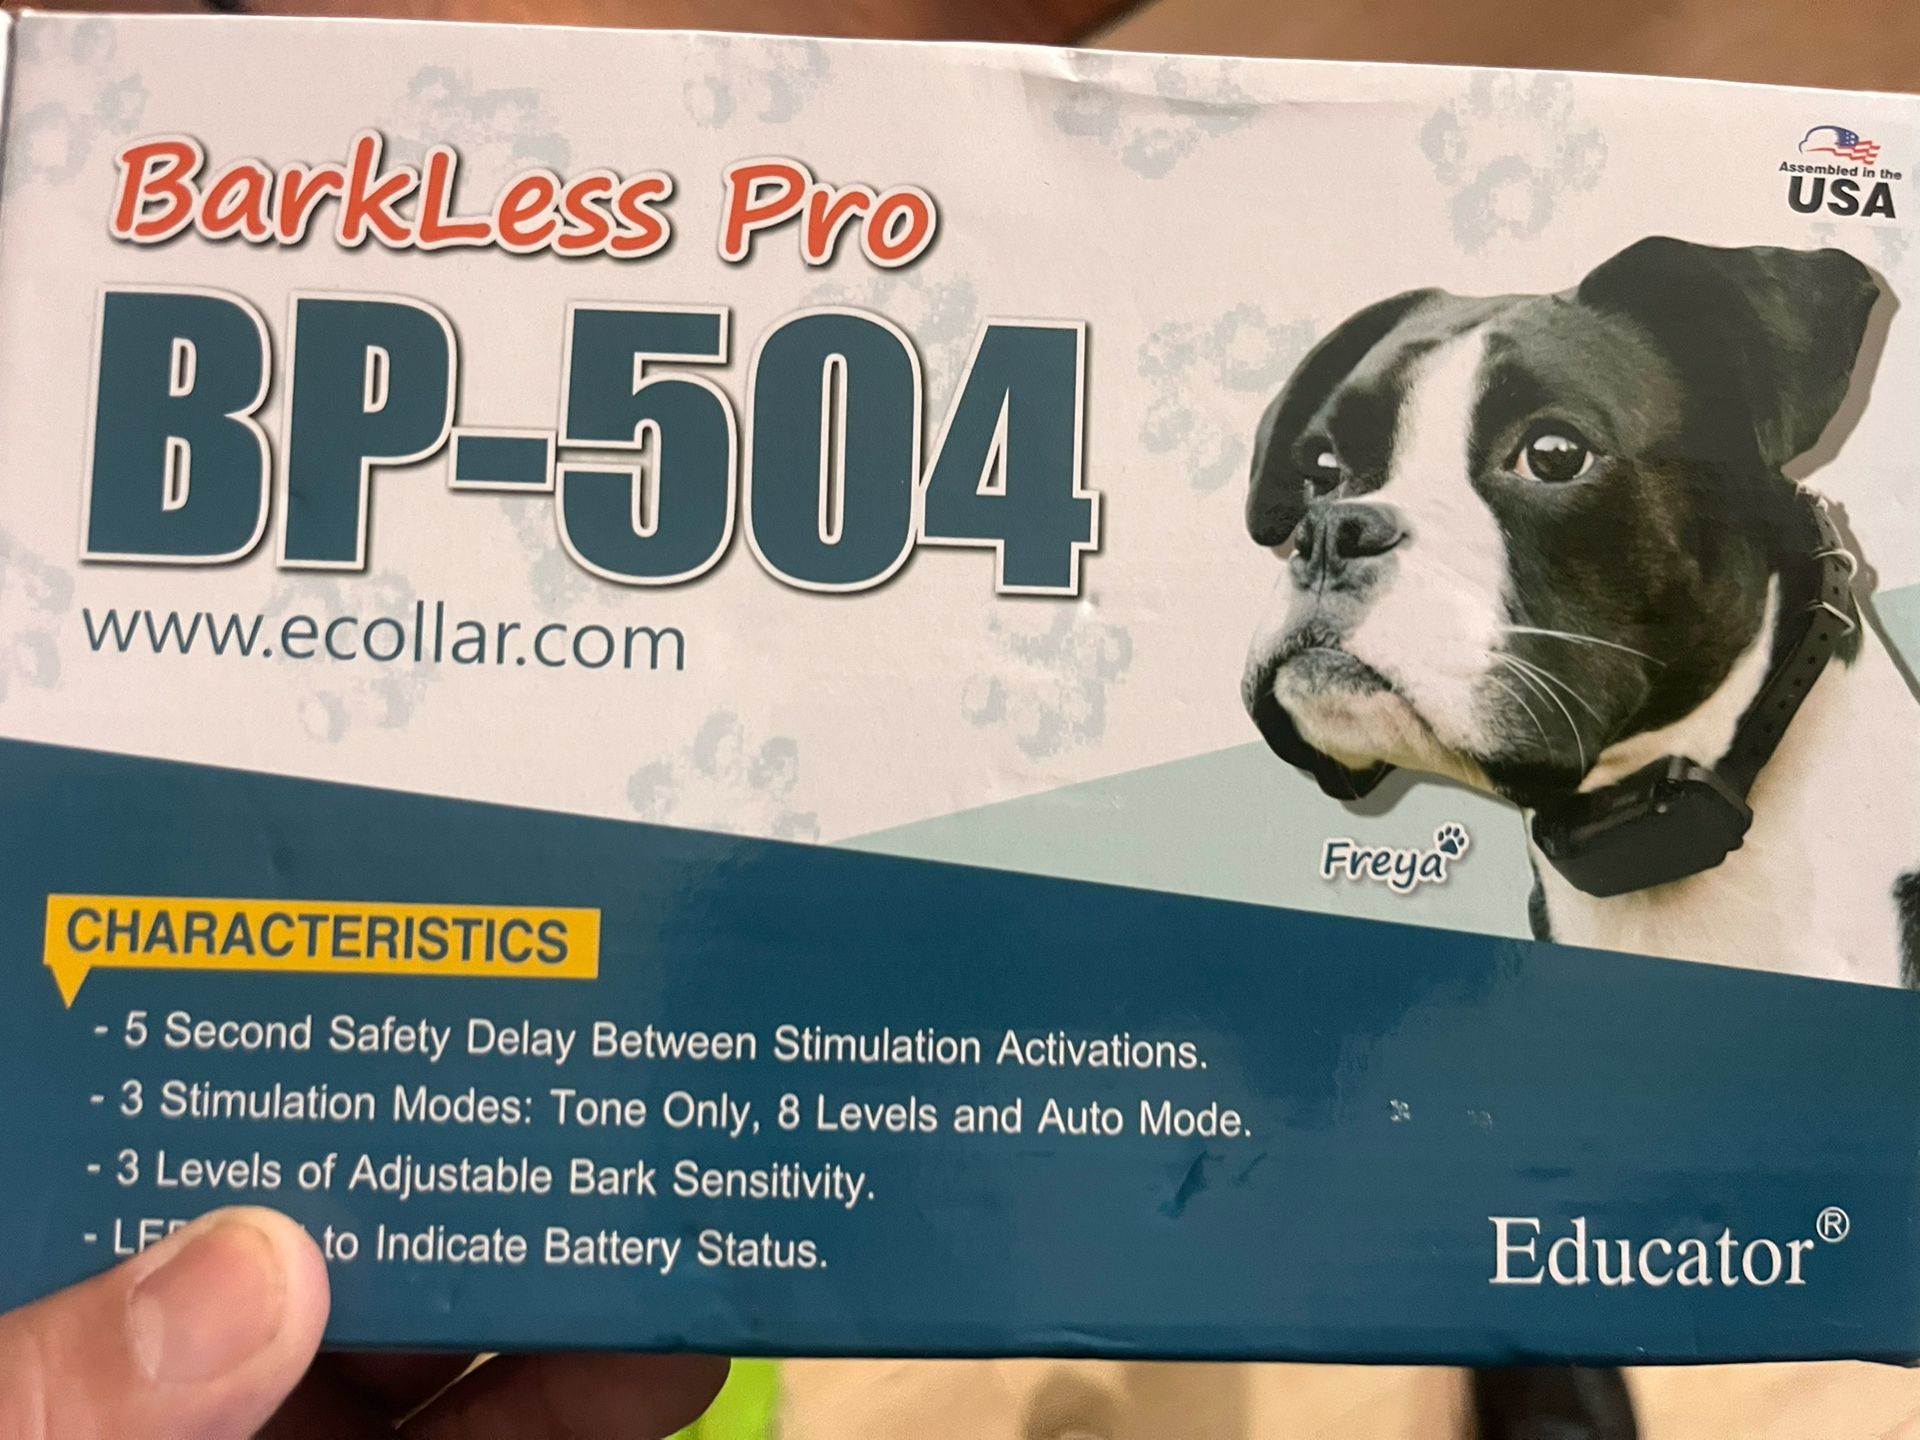 BarkLess Pro
Assembled in the
USA
BP-504
www.ecollar.com
Freya
CHARACTERISTICS
- 5 Second Safety Delay Between Stimulation Activations.
- 3 Stimulation Modes: Tone Only, 8 Levels and Auto Mode.
- 3 Levels of Adjustable Bark Sensitivity.
- to Indicate Battery Status.
Educator®